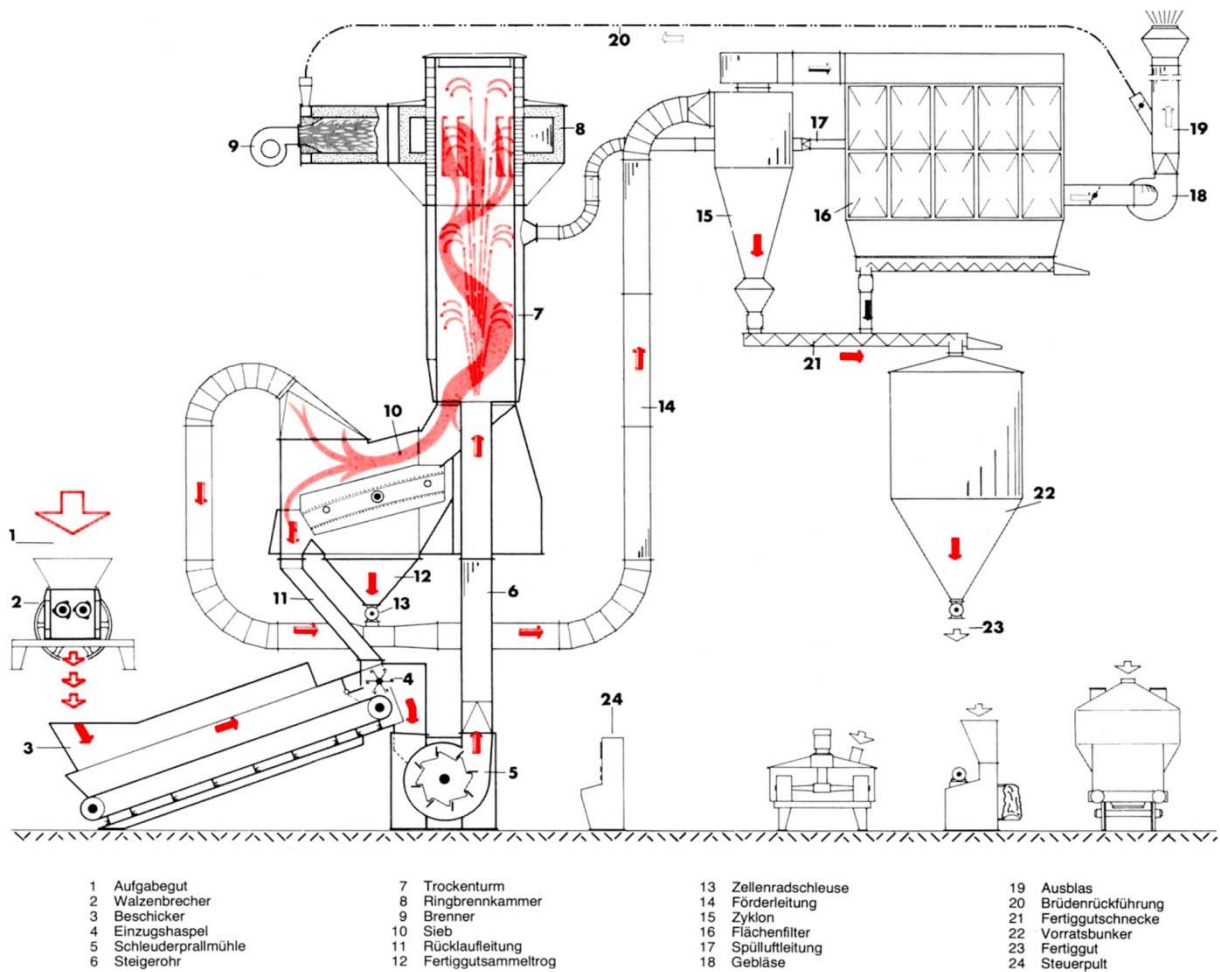 20
17
19
8
9
18
15
16
7
21
14
10
1
22
12
2
11
13
6
23
4
24
3
5
1 Aufgabegut
2 Walzenbrecher
3 Beschicker
4 Einzugshaspel
5 Schleuderprallmühle
6 Steigerohr
7 Trockenturm
8 Ringbrennkammer
9 Brenner
10 Sieb
11 Rücklaufleitung
12 Fertiggutsammeltrog
13 Zellenradschleuse
14 Förderleitung
15 Zyklon
16 Flächenfilter
17 Spülluftleitung
18 Gebläse
19 Ausblas
20 Brüdenrückführung
21 Fertiggutschnecke
22 Vorratsbunker
23 Fertiggut
24 Steuerpult